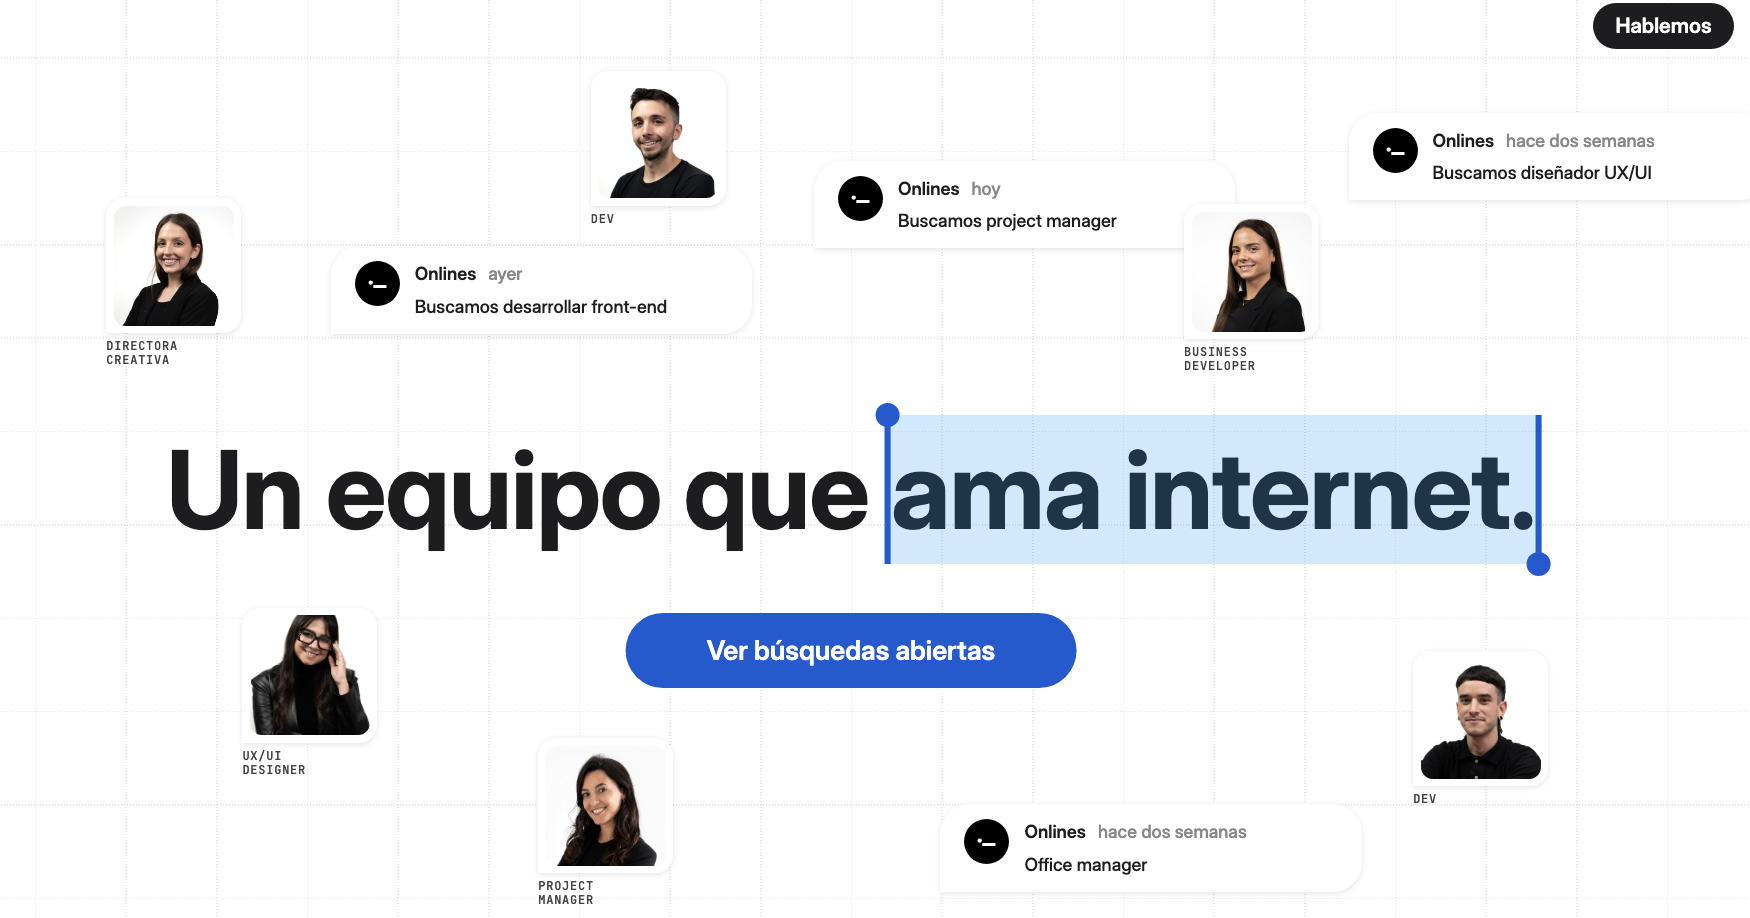 Hablemos
Onlines hace dos semanas
Buscamos diseñador UX/UI
Onlines hoy
Buscamos project manager
DEV
Onlines ayer
Buscamos desarrollar front-end
DIRECTORA
CREATIVA
BUSINESS
DEVELOPER
Un equipo que ama internet.
Ver búsquedas abiertas
UX/UI
DESIGNER
DEV
Onlines hace dos semanas
Office manager
PROJECT
MANAGER